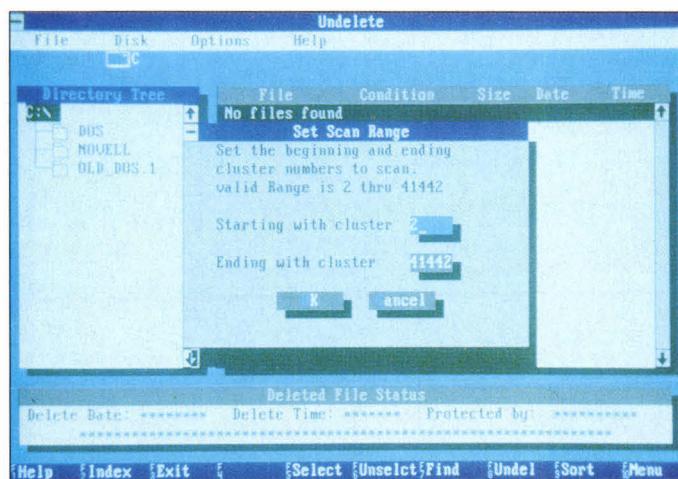 Undelete
File Disk Options Help
C
Directory Tree
File Condition Size Date Time
C:\
No files found
DOS
NOVELL
OLD_DOS.1
Set Scan Range
Set the beginning and ending
cluster numbers to scan.
valid Range is 2 thru 41442
Starting with cluster 2_
Ending with cluster 41442
K ancel
Deleted File Status
Delete Date: ******** Delete Time: ******* Protected by: **********
Help Index Exit Select Unselct Find Undel Sort Menu